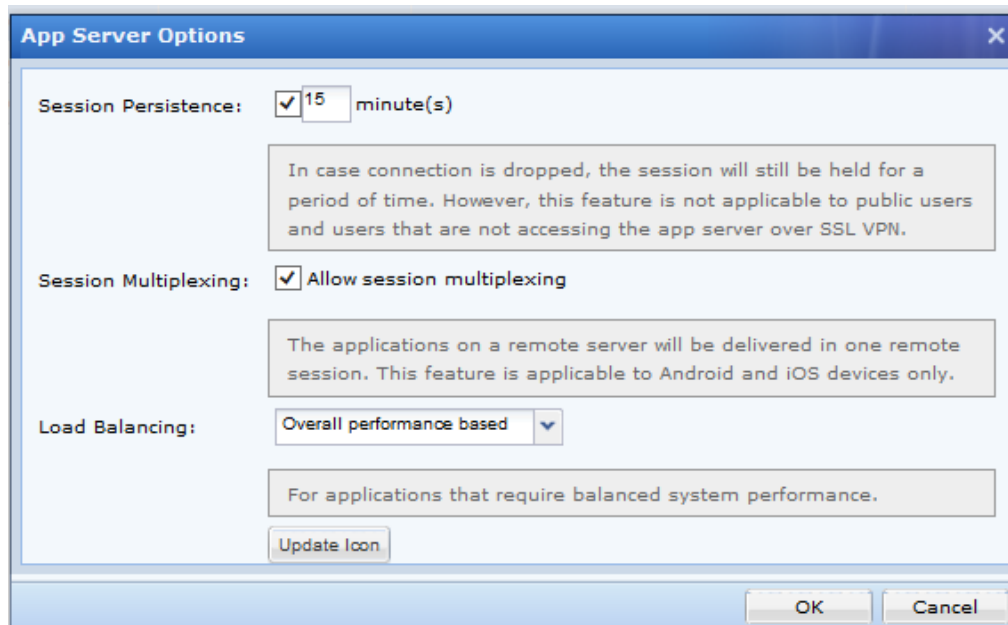 App Server Options
Session Persistence: 15 minute(s)
In case connection is dropped, the session will still be held for a
period of time. However, this feature is not applicable to public users
and users that are not accessing the app server over SSL VPN.
Session Multiplexing: Allow session multiplexing
The applications on a remote server will be delivered in one remote
session. This feature is applicable to Android and iOS devices only.
Load Balancing: Overall performance based
For applications that require balanced system performance.
Update Icon
OK Cancel